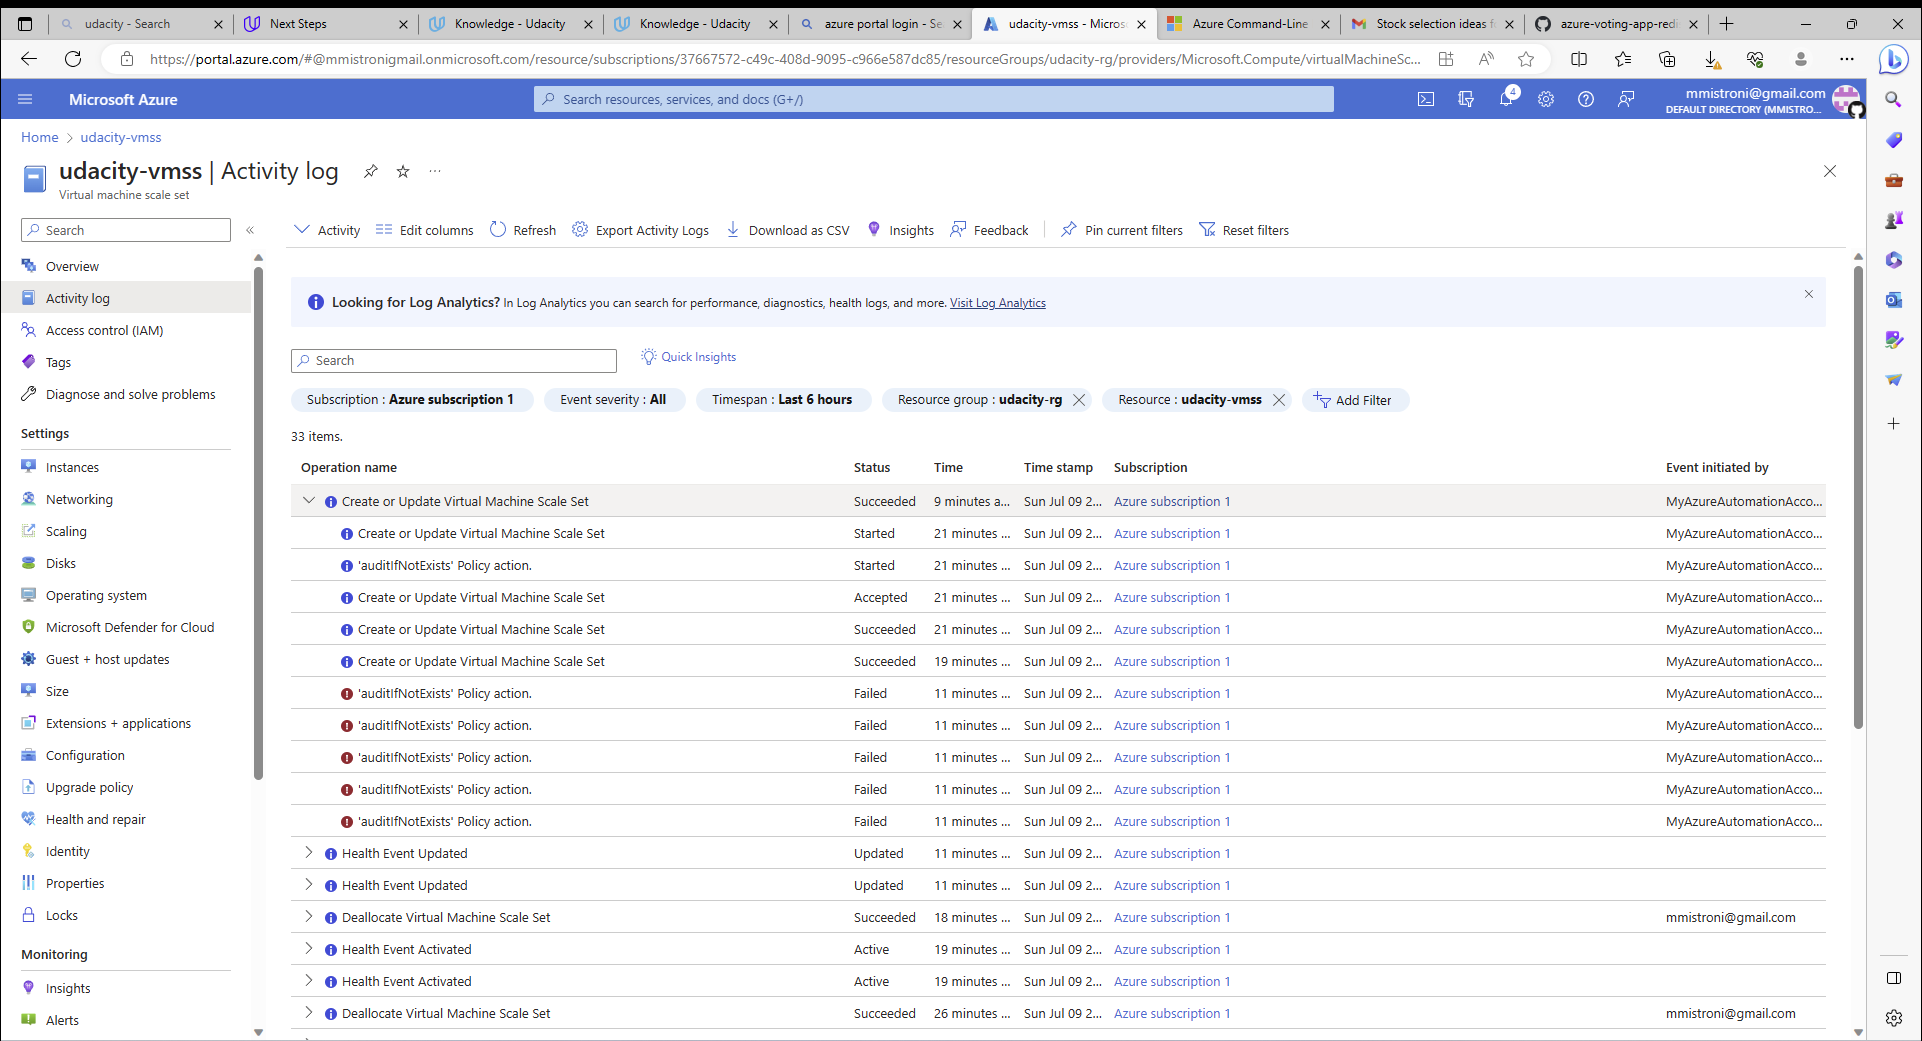 udacity - Search
Next Steps
Knowledge - Udacity
Knowledge - Udacity
azure portal login - Se
udacity-vmss - Micros
Azure Command-Line
Stock selection ideas f
azure-voting-app-red
https://portal.azure.com/#@mmistronigmail.onmicrosoft.com/resource/subscriptions/37667572-c49c-408d-9095-c966e587dc85/resourceGroups/udacity-rg/providers/Microsoft.Compute/virtualMachineSc...
Microsoft Azure
Search resources, services, and docs (G+/)
4
mmistroni@gmail.com
DEFAULT DIRECTORY (MMISTRO...
Home > udacity-vmss
udacity-vmss | Activity log
Virtual machine scale set
Search
Overview
Activity log
Access control (IAM)
Tags
Diagnose and solve problems
Settings
Instances
Networking
Scaling
Disks
Operating system
Microsoft Defender for Cloud
Guest + host updates
Size
Extensions + applications
Configuration
Upgrade policy
Health and repair
Identity
Properties
Locks
Monitoring
Insights
Alerts
Activity Edit columns Refresh Export Activity Logs Download as CSV Insights Feedback Pin current filters Reset filters
Looking for Log Analytics? In Log Analytics you can search for performance, diagnostics, health logs, and more. Visit Log Analytics
Search
Quick Insights
Subscription : Azure subscription 1 Event severity : All Timespan : Last 6 hours Resource group : udacity-rg Resource : udacity-vmss Add Filter
33 items.
Operation name Status Time Time stamp Subscription Event initiated by
Create or Update Virtual Machine Scale Set Succeeded 9 minutes a... Sun Jul 09 2... Azure subscription 1 MyAzureAutomationAcco...
Create or Update Virtual Machine Scale Set Started 21 minutes ... Sun Jul 09 2... Azure subscription 1 MyAzureAutomationAcco...
'auditIfNotExists' Policy action. Started 21 minutes ... Sun Jul 09 2... Azure subscription 1 MyAzureAutomationAcco...
Create or Update Virtual Machine Scale Set Accepted 21 minutes ... Sun Jul 09 2... Azure subscription 1 MyAzureAutomationAcco...
Create or Update Virtual Machine Scale Set Succeeded 21 minutes ... Sun Jul 09 2... Azure subscription 1 MyAzureAutomationAcco...
Create or Update Virtual Machine Scale Set Succeeded 19 minutes ... Sun Jul 09 2... Azure subscription 1 MyAzureAutomationAcco...
'auditIfNotExists' Policy action. Failed 11 minutes ... Sun Jul 09 2... Azure subscription 1 MyAzureAutomationAcco...
'auditIfNotExists' Policy action. Failed 11 minutes ... Sun Jul 09 2... Azure subscription 1 MyAzureAutomationAcco...
'auditIfNotExists' Policy action. Failed 11 minutes ... Sun Jul 09 2... Azure subscription 1 MyAzureAutomationAcco...
'auditIfNotExists' Policy action. Failed 11 minutes ... Sun Jul 09 2... Azure subscription 1 MyAzureAutomationAcco...
'auditIfNotExists' Policy action. Failed 11 minutes ... Sun Jul 09 2... Azure subscription 1 MyAzureAutomationAcco...
Health Event Updated Updated 11 minutes ... Sun Jul 09 2... Azure subscription 1
Health Event Updated Updated 11 minutes ... Sun Jul 09 2... Azure subscription 1
Deallocate Virtual Machine Scale Set Succeeded 18 minutes ... Sun Jul 09 2... Azure subscription 1 mmistroni@gmail.com
Health Event Activated Active 19 minutes ... Sun Jul 09 2... Azure subscription 1
Health Event Activated Active 19 minutes ... Sun Jul 09 2... Azure subscription 1
Deallocate Virtual Machine Scale Set Succeeded 26 minutes ... Sun Jul 09 2... Azure subscription 1 mmistroni@gmail.com